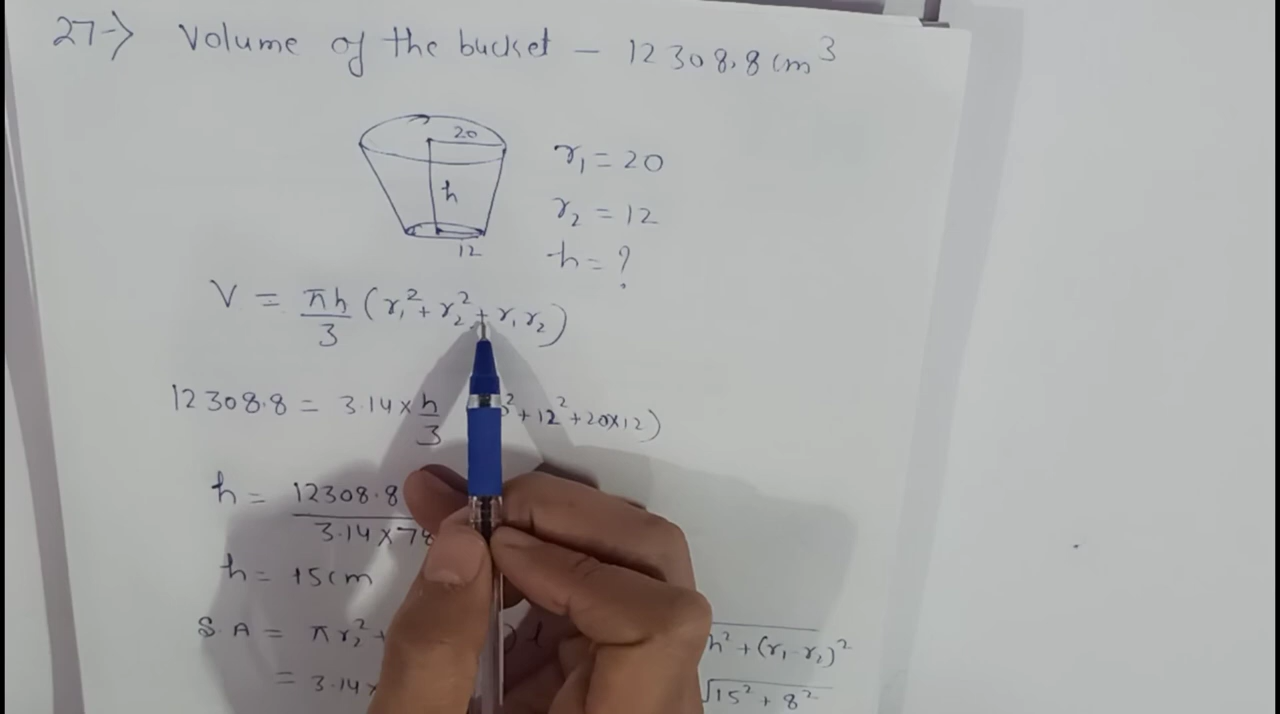 27→ Volume of the bucket – 12308.8 cm³
20
h
12
r₁ = 20
r₂ = 12
h = ?
V = πh/3 (r₁² + r₂² + r₁r₂)
12308.8 = 3.14 × h/3 ² + 12² + 20×12)
h = 12308.8 / 3.14×78
h = 15cm
S.A = πr₂² + ) l h² + (r₁ - r₂)²
= 3.14× √15² + 8²